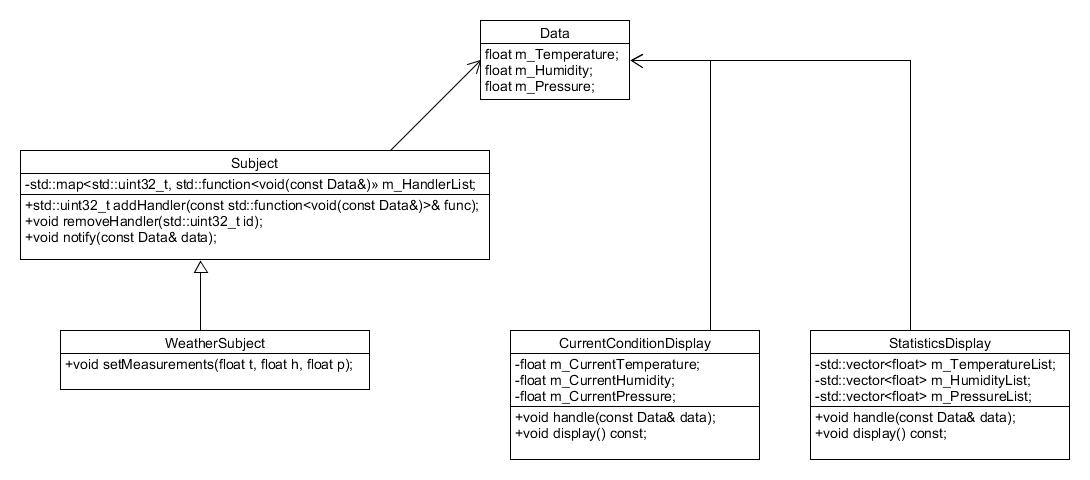 Data
float m_Temperature;
float m_Humidity;
float m_Pressure;
Subject
-std::map<std::uint32_t, std::function<void(const Data&)>> m_HandlerList;
+std::uint32_t addHandler(const std::function<void(const Data&)>& func);
+void removeHandler(std::uint32_t id);
+void notify(const Data& data);
WeatherSubject
+void setMeasurements(float t, float h, float p);
CurrentConditionDisplay
-float m_CurrentTemperature;
-float m_CurrentHumidity;
-float m_CurrentPressure;
+void handle(const Data& data);
+void display() const;
StatisticsDisplay
-std::vector<float> m_TemperatureList;
-std::vector<float> m_HumidityList;
-std::vector<float> m_PressureList;
+void handle(const Data& data);
+void display() const;